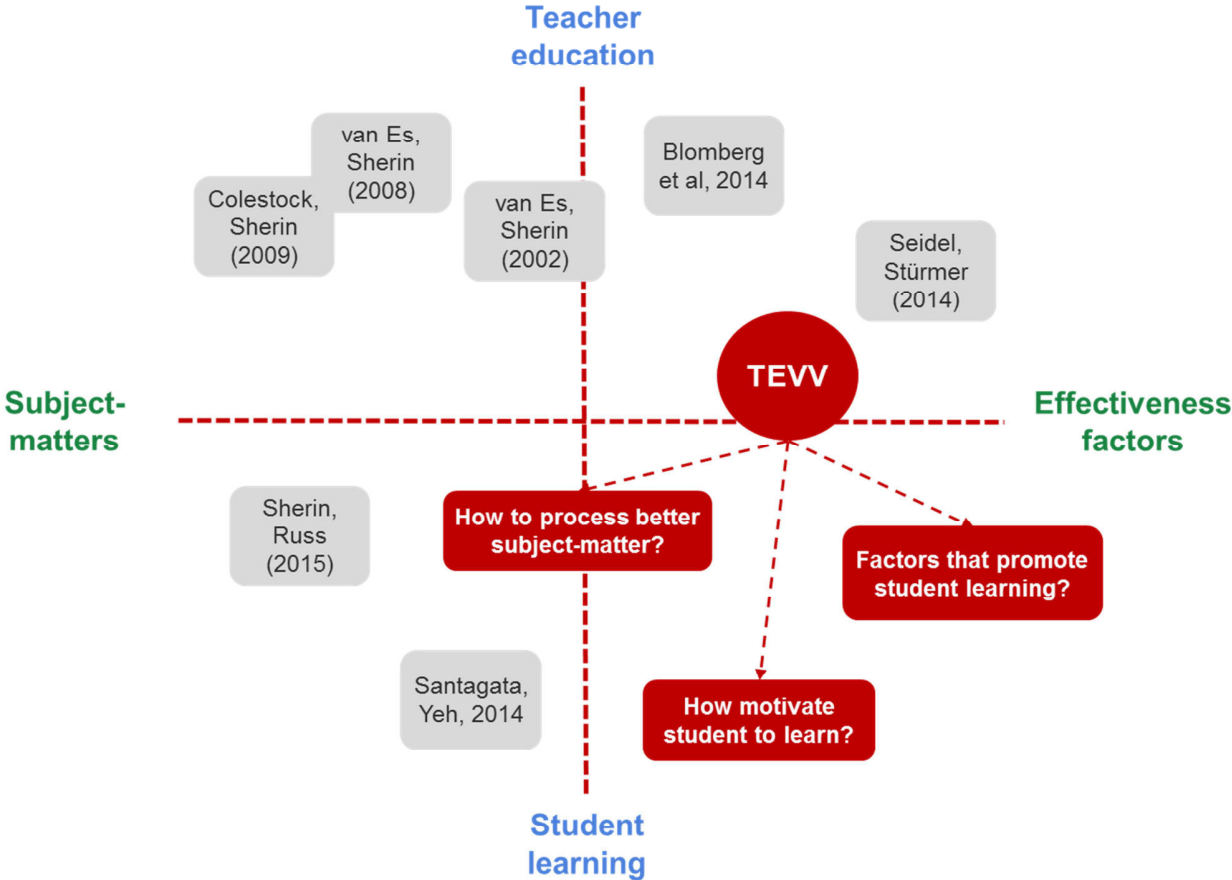 Teacher
education
van Es,
Sherin
(2008)
Blomberg
et al, 2014
Colestock,
Sherin
(2009)
van Es,
Sherin
(2002)
Seidel,
Stürmer
(2014)
TEVV
Subject-
matters
Effectiveness
factors
Sherin,
Russ
(2015)
How to process better
subject-matter?
Factors that promote
student learning?
Santagata,
Yeh, 2014
How motivate
student to learn?
Student
learning